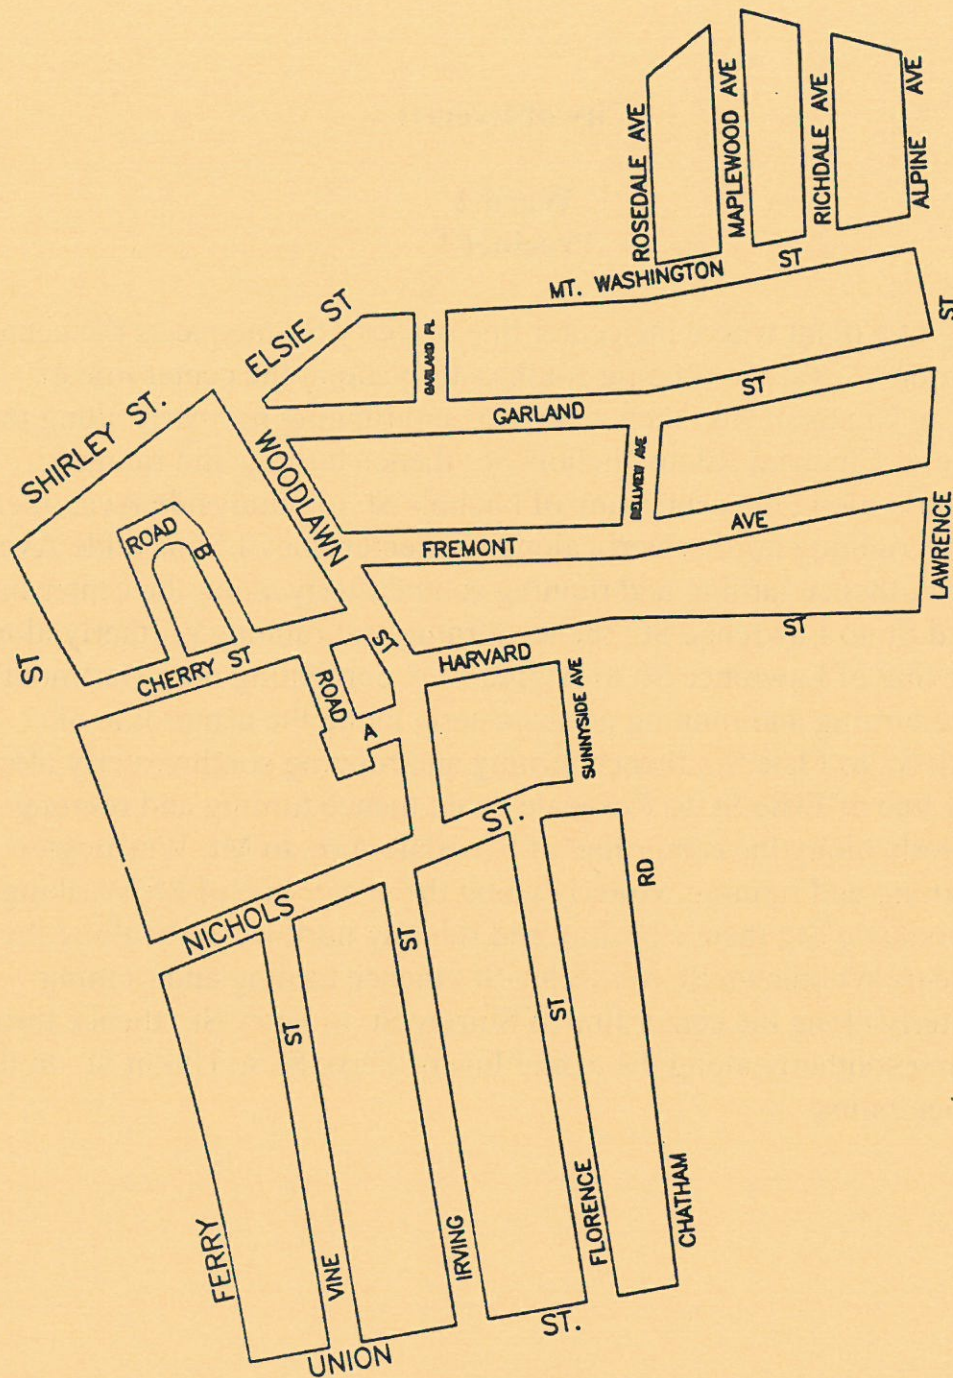 ROSEDALE AVE
MAPLEWOOD AVE
RICHDALE AVE
ALPINE AVE
MT. WASHINGTON ST
ELSIE ST
GARLAND PL
SHIRLEY ST.
GARLAND ST
WOODLAWN ST
BELLVIEW AVE
ROAD B
FREMONT AVE
LAWRENCE ST
CHERRY ST
HARVARD ST
ROAD A
SUNNYSIDE AVE
NICHOLS ST.
FERRY ST
VINE ST
IRVING ST
FLORENCE ST
CHATHAM RD
UNION ST.